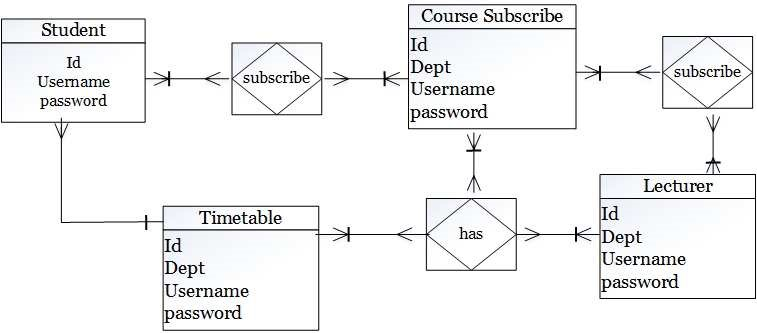 Student
Id
Username
password
subscribe
Course Subscribe
Id
Dept
Username
password
subscribe
Timetable
Id
Dept
Username
password
has
Lecturer
Id
Dept
Username
password